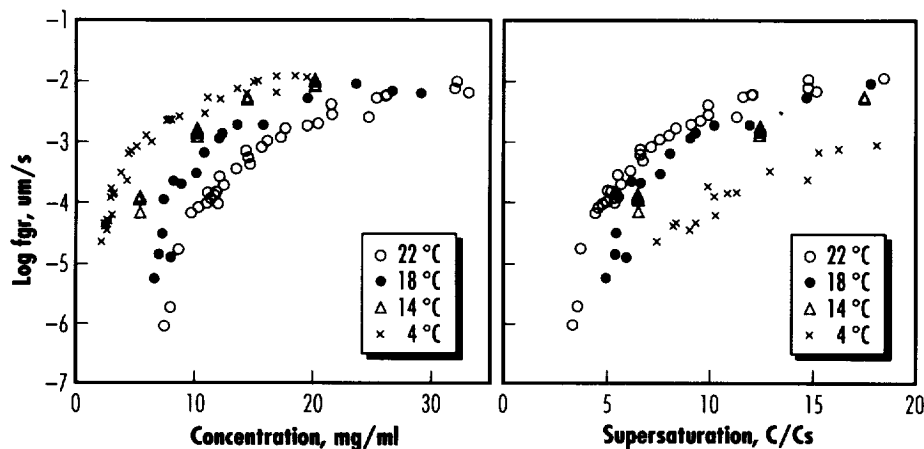 Log fgr, um/s
-1
-2
-3
-4
-5
-6
-7
0
10
20
30
Concentration, mg/ml
22 °C
18 °C
14 °C
4 °C
5
10
15
20
Supersaturation, C/Cs
22 °C
18 °C
14 °C
4 °C